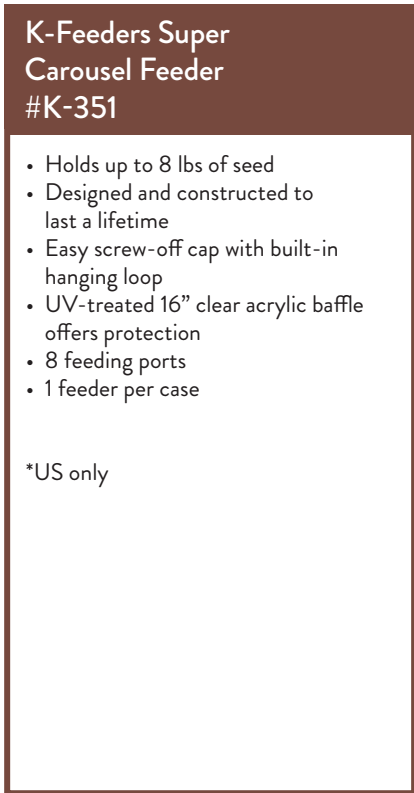 K-Feeders Super
Carousel Feeder
#K-351
• Holds up to 8 lbs of seed
• Designed and constructed to
last a lifetime
• Easy screw-off cap with built-in
hanging loop
• UV-treated 16” clear acrylic baffle
offers protection
• 8 feeding ports
• 1 feeder per case
*US only